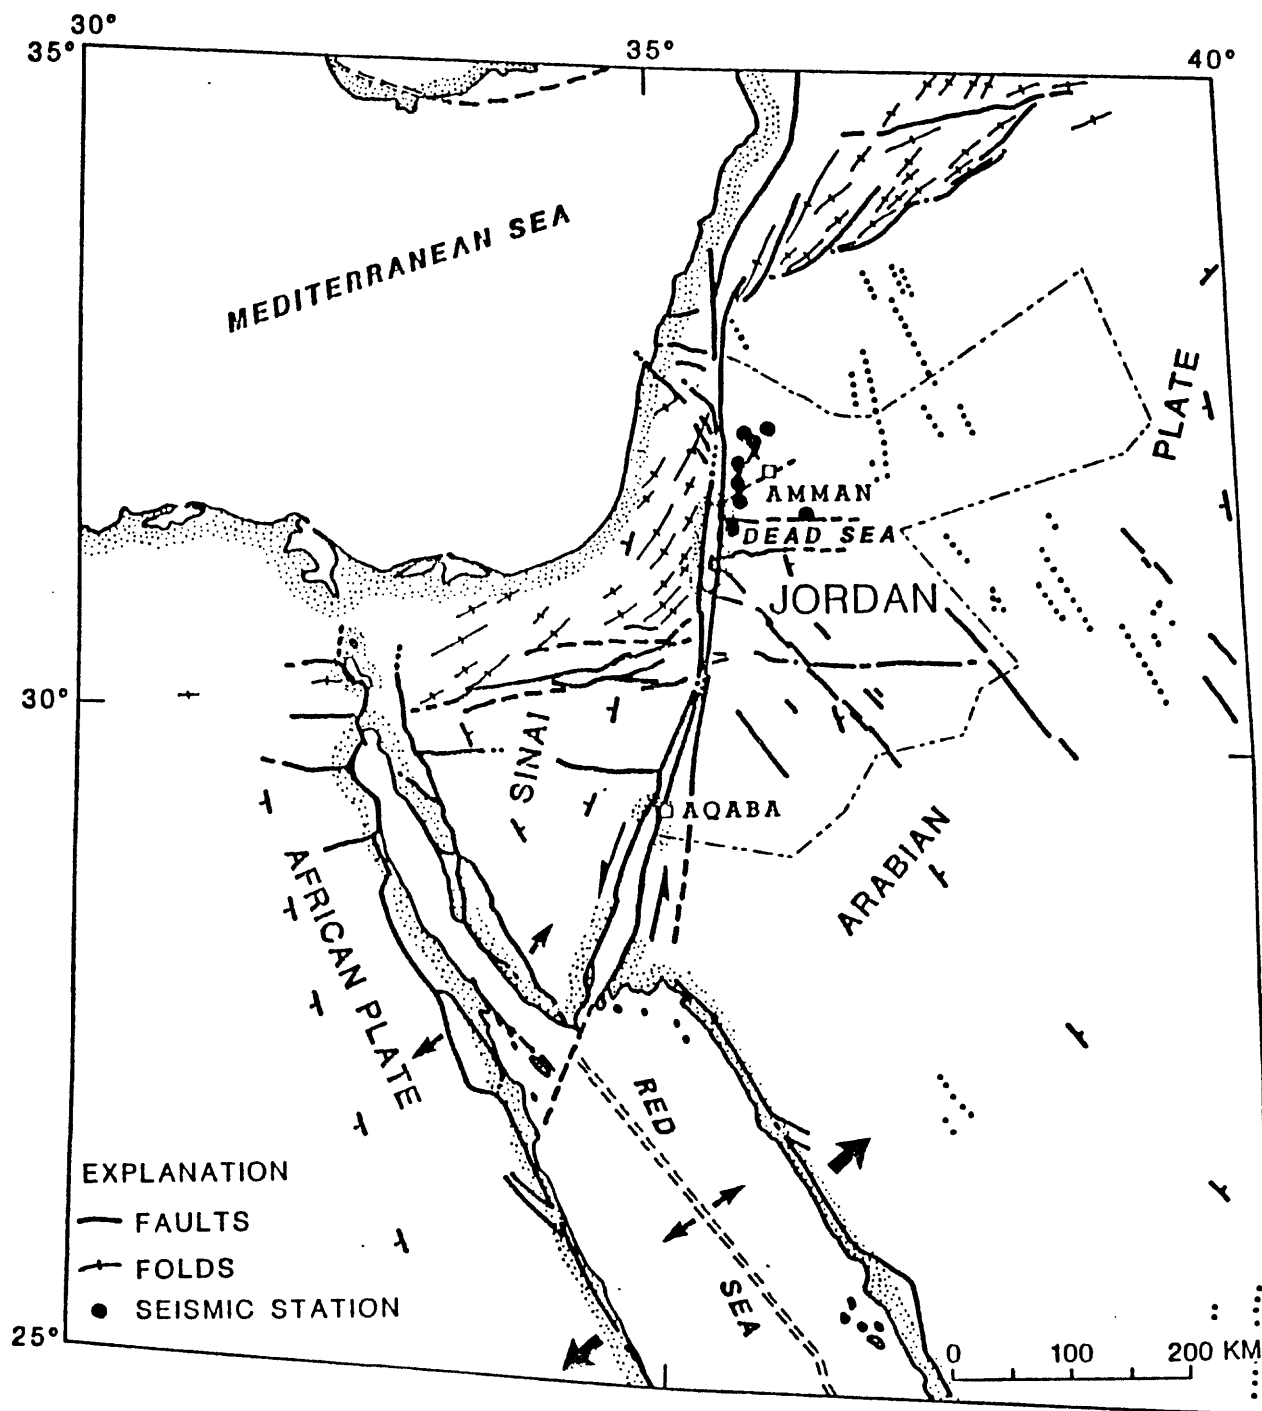 30°
35°
35°
40°
MEDITERRANEAN SEA
PLATE
AMMAN
DEAD SEA
JORDAN
30°
SINAI
AQABA
ARABIAN
AFRICAN PLATE
RED
SEA
EXPLANATION
FAULTS
FOLDS
SEISMIC STATION
25°
0 100 200 KM